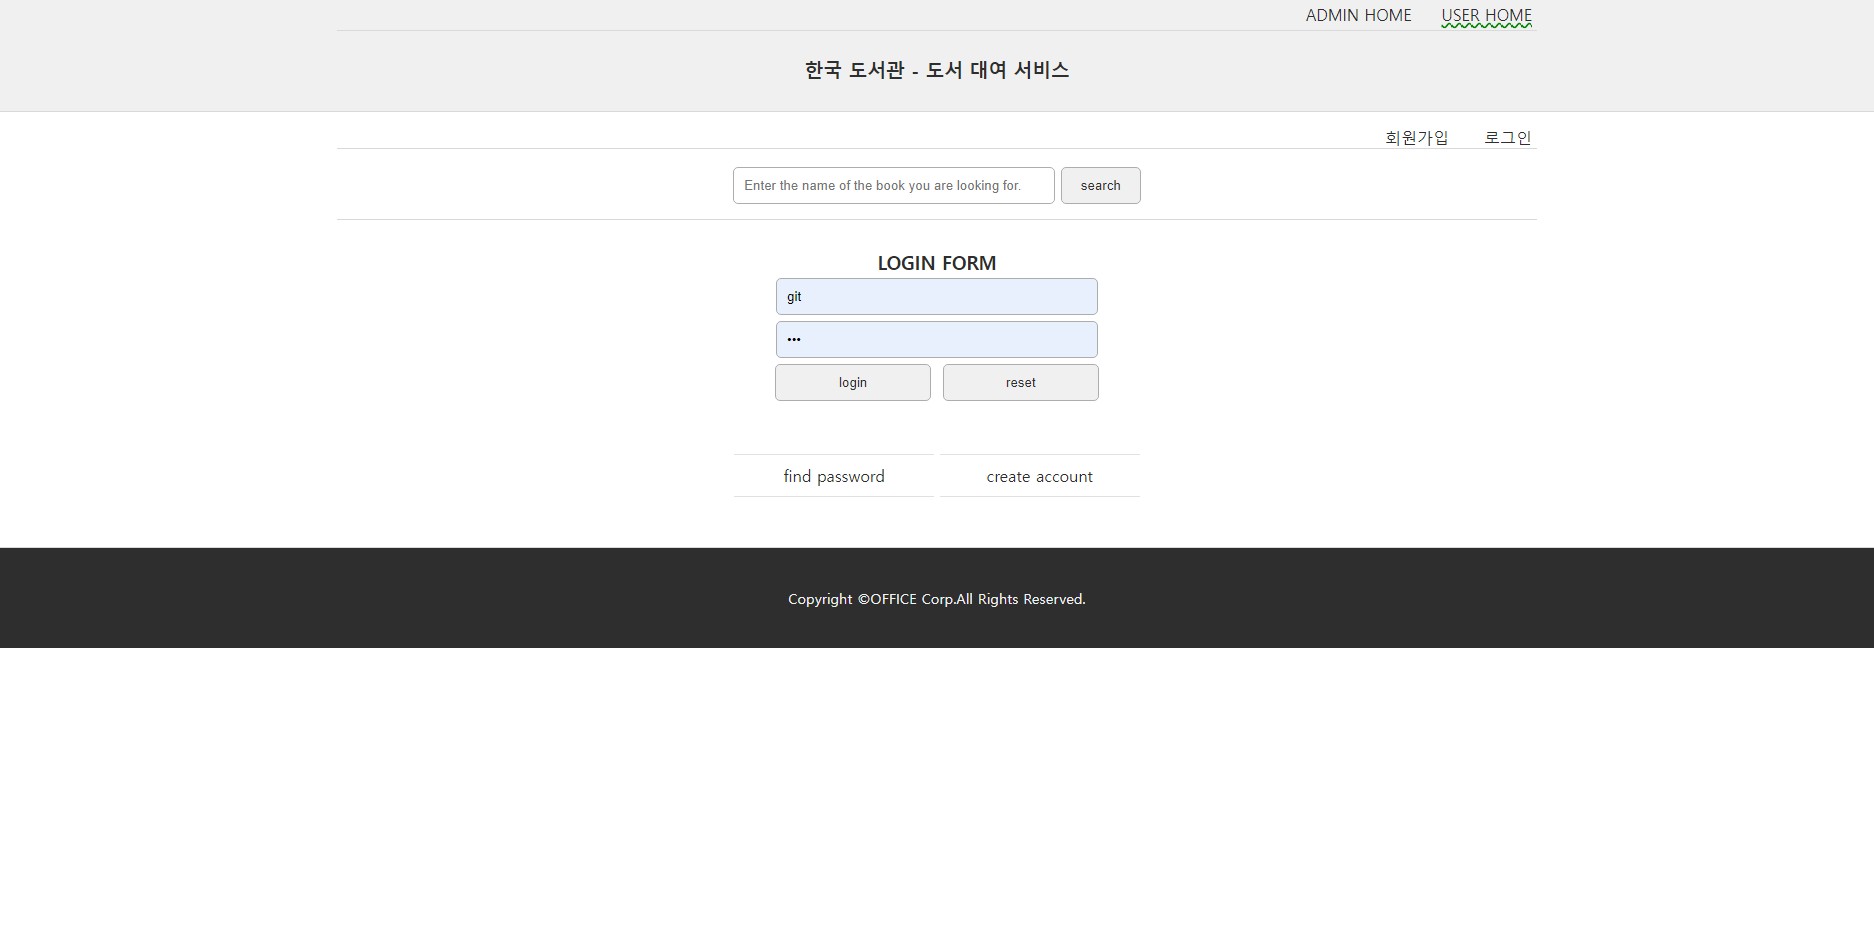 ADMIN HOME USER HOME
한국 도서관 - 도서 대여 서비스
회원가입 로그인
Enter the name of the book you are looking for. search
LOGIN FORM
git
•••
login reset
find password create account
Copyright ©OFFICE Corp.All Rights Reserved.